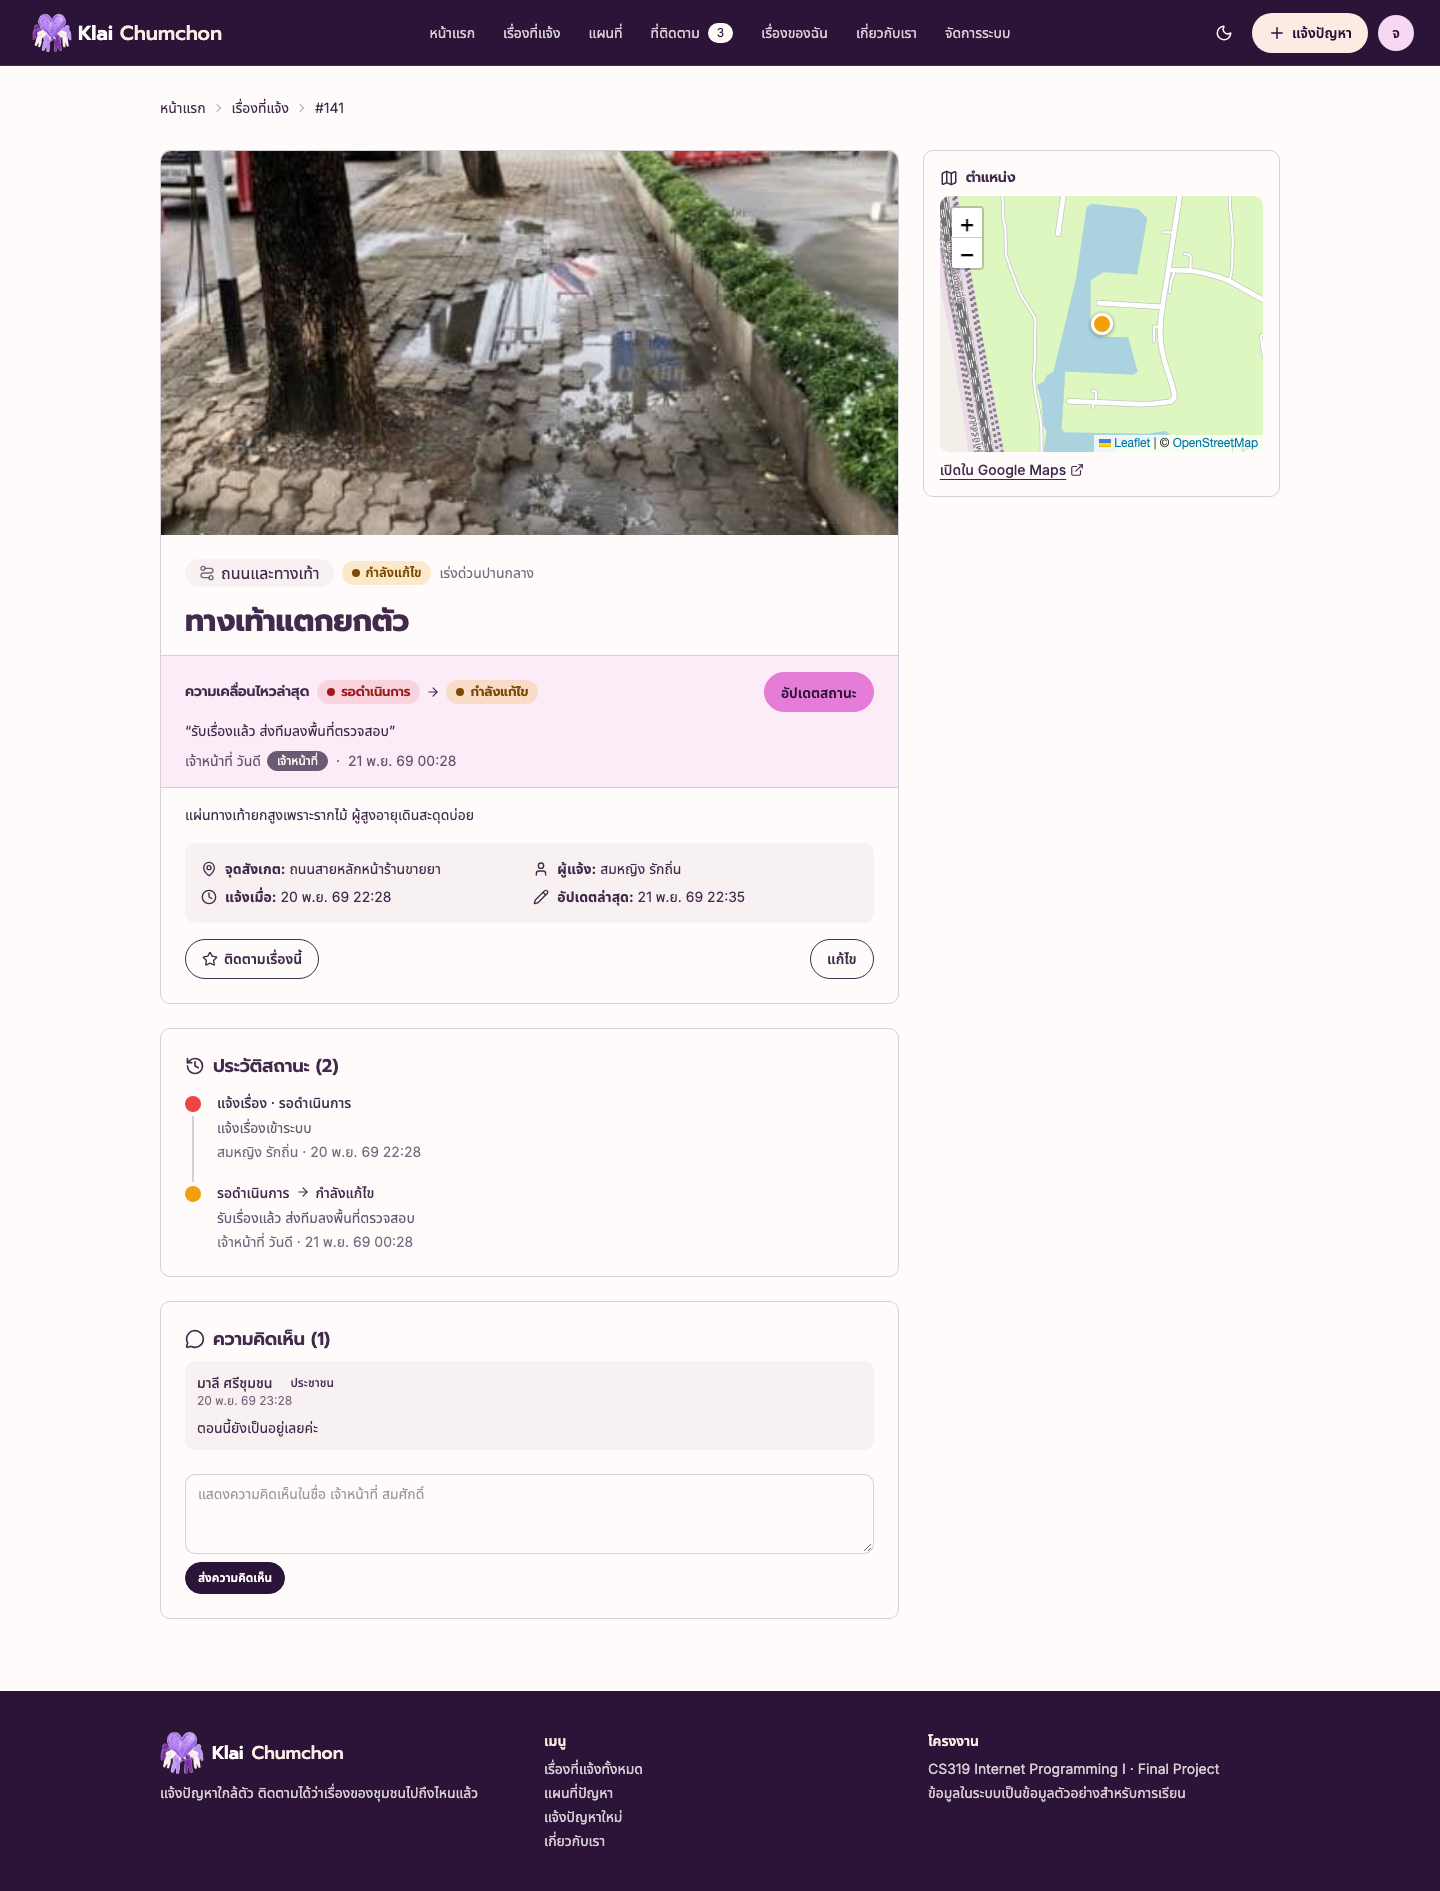 Klai Chumchon
หน้าแรก เรื่องที่แจ้ง แผนที่ ที่ติดตาม 3 เรื่องของฉัน เกี่ยวกับเรา จัดการระบบ
แจ้งปัญหา จ
หน้าแรก > เรื่องที่แจ้ง > #141
ตำแหน่ง
+
−
Leaflet | © OpenStreetMap
เปิดใน Google Maps
ถนนและทางเท้า กำลังแก้ไข เร่งด่วนปานกลาง
ทางเท้าแตกยกตัว
ความเคลื่อนไหวล่าสุด รอดำเนินการ → กำลังแก้ไข อัปเดตสถานะ
“รับเรื่องแล้ว ส่งทีมลงพื้นที่ตรวจสอบ”
เจ้าหน้าที่ วันดี เจ้าหน้าที่ · 21 พ.ย. 69 00:28
แผ่นทางเท้ายกสูงเพราะรากไม้ ผู้สูงอายุเดินสะดุดบ่อย
จุดสังเกต: ถนนสายหลักหน้าร้านขายยา
ผู้แจ้ง: สมหญิง รักถิ่น
แจ้งเมื่อ: 20 พ.ย. 69 22:28
อัปเดตล่าสุด: 21 พ.ย. 69 22:35
ติดตามเรื่องนี้ แก้ไข
ประวัติสถานะ (2)
แจ้งเรื่อง · รอดำเนินการ
แจ้งเรื่องเข้าระบบ
สมหญิง รักถิ่น · 20 พ.ย. 69 22:28
รอดำเนินการ → กำลังแก้ไข
รับเรื่องแล้ว ส่งทีมลงพื้นที่ตรวจสอบ
เจ้าหน้าที่ วันดี · 21 พ.ย. 69 00:28
ความคิดเห็น (1)
มาลี ศรีชุมชน ประชาชน
20 พ.ย. 69 23:28
ตอนนี้ยังเป็นอยู่เลยค่ะ
แสดงความคิดเห็นในชื่อ เจ้าหน้าที่ สมศักดิ์
ส่งความคิดเห็น
Klai Chumchon
แจ้งปัญหาใกล้ตัว ติดตามได้ว่าเรื่องของชุมชนไปถึงไหนแล้ว
เมนู
เรื่องที่แจ้งทั้งหมด
แผนที่ปัญหา
แจ้งปัญหาใหม่
เกี่ยวกับเรา
โครงงาน
CS319 Internet Programming I · Final Project
ข้อมูลในระบบเป็นข้อมูลตัวอย่างสำหรับการเรียน